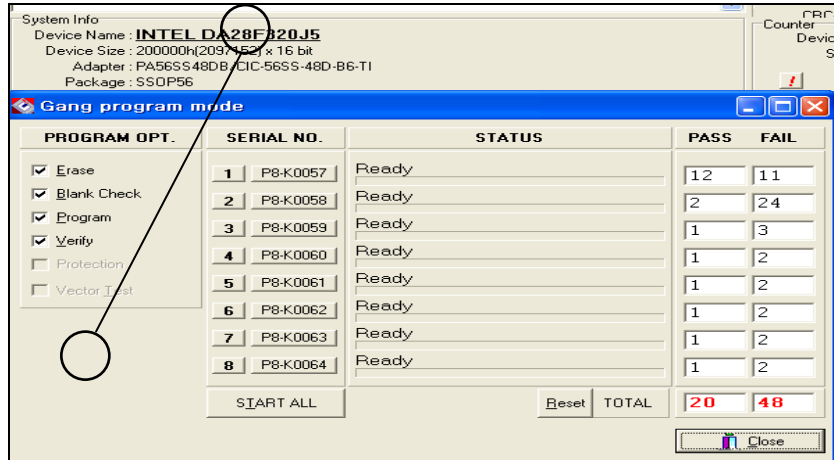 System Info
Device Name : INTEL DA28F320J5
Device Size : 200000h(2097152) x 16 bit
Adapter : PA56SS48DB/CIC-56SS-48D-B6-TI
Package : SSOP56
Counter
!
Gang program mode
PROGRAM OPT. SERIAL NO. STATUS PASS FAIL
Erase 1 P8-K0057 Ready 12 11
Blank Check 2 P8-K0058 Ready 2 24
Program 3 P8-K0059 Ready 1 3
Verify 4 P8-K0060 Ready 1 2
Protection 5 P8-K0061 Ready 1 2
Vector Test 6 P8-K0062 Ready 1 2
7 P8-K0063 Ready 1 2
8 P8-K0064 Ready 1 2
START ALL Reset TOTAL 20 48
Close